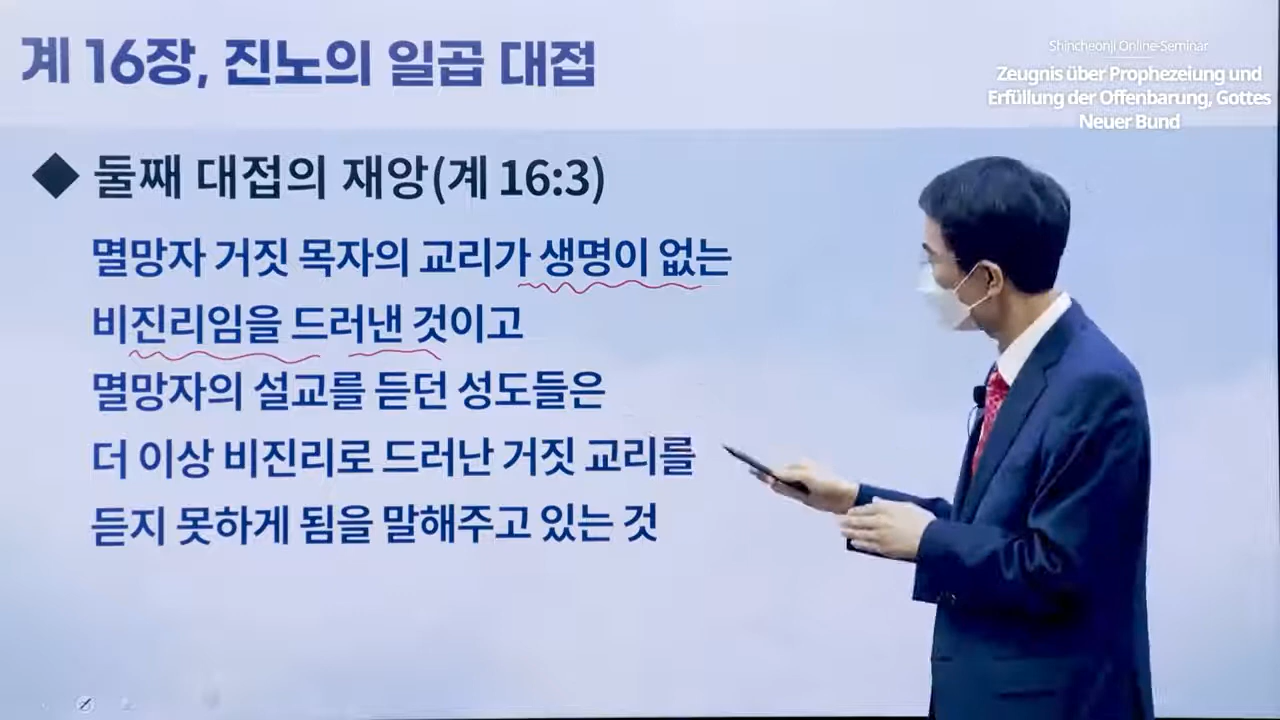 계 16장, 진노의 일곱 대접
Shincheonji Online-Seminar
Zeugnis über Prophezeiung und
Erfüllung der Offenbarung, Gottes
Neuer Bund
둘째 대접의 재앙(계 16:3)
멸망자 거짓 목자의 교리가 생명이 없는
비진리임을 드러낸 것이고
멸망자의 설교를 듣던 성도들은
더 이상 비진리로 드러난 거짓 교리를
듣지 못하게 됨을 말해주고 있는 것